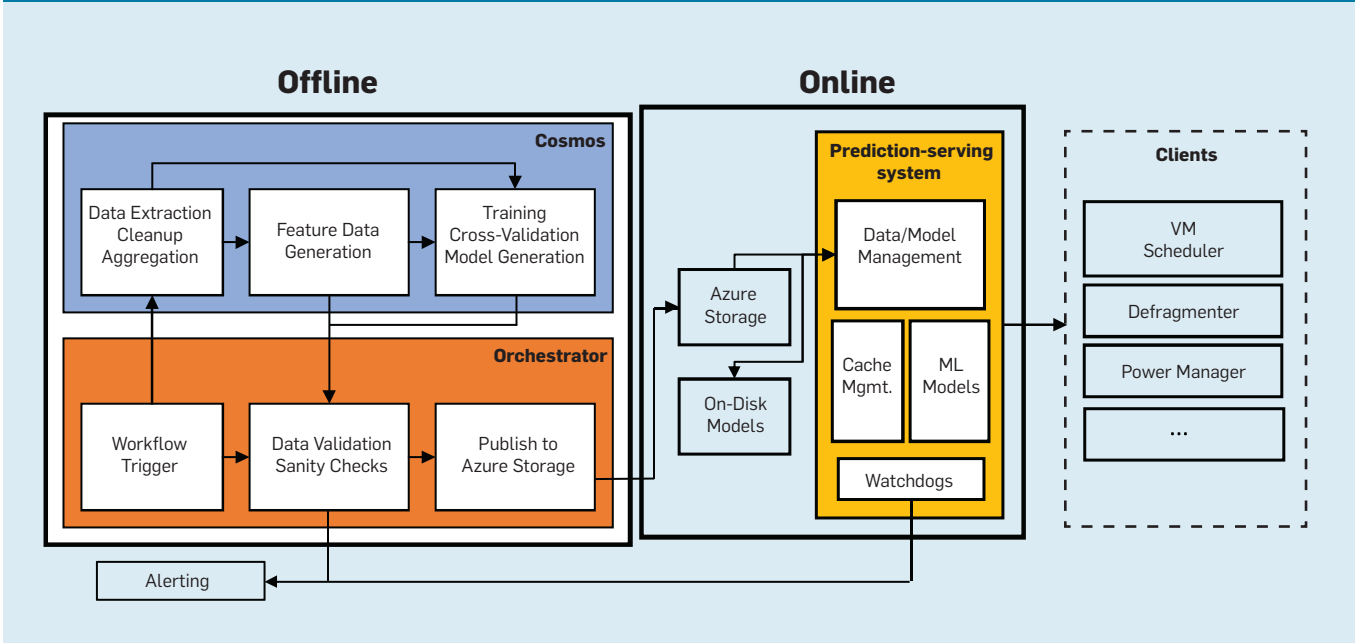 Offline
Online
Cosmos
Data Extraction
Cleanup
Aggregation
Feature Data
Generation
Training
Cross-Validation
Model Generation
Orchestrator
Workflow
Trigger
Data Validation
Sanity Checks
Publish to
Azure Storage
Alerting
Azure
Storage
On-Disk
Models
Prediction-serving
system
Data/Model
Management
Cache
Mgmt.
ML
Models
Watchdogs
Clients
VM
Scheduler
Defragmenter
Power Manager
...